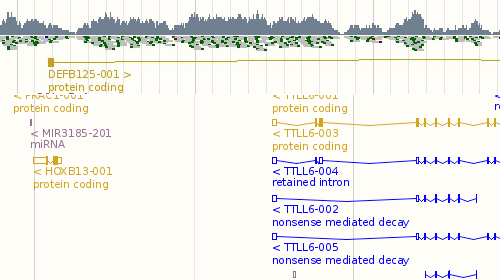 DEFB125-001 >
protein coding
PRAC1-001
protein coding
TTLL6-001
protein coding
< MIR3185-201
miRNA
< TTLL6-003
protein coding
< HOXB13-001
protein coding
< TTLL6-004
retained intron
< TTLL6-002
nonsense mediated decay
< TTLL6-005
nonsense mediated decay